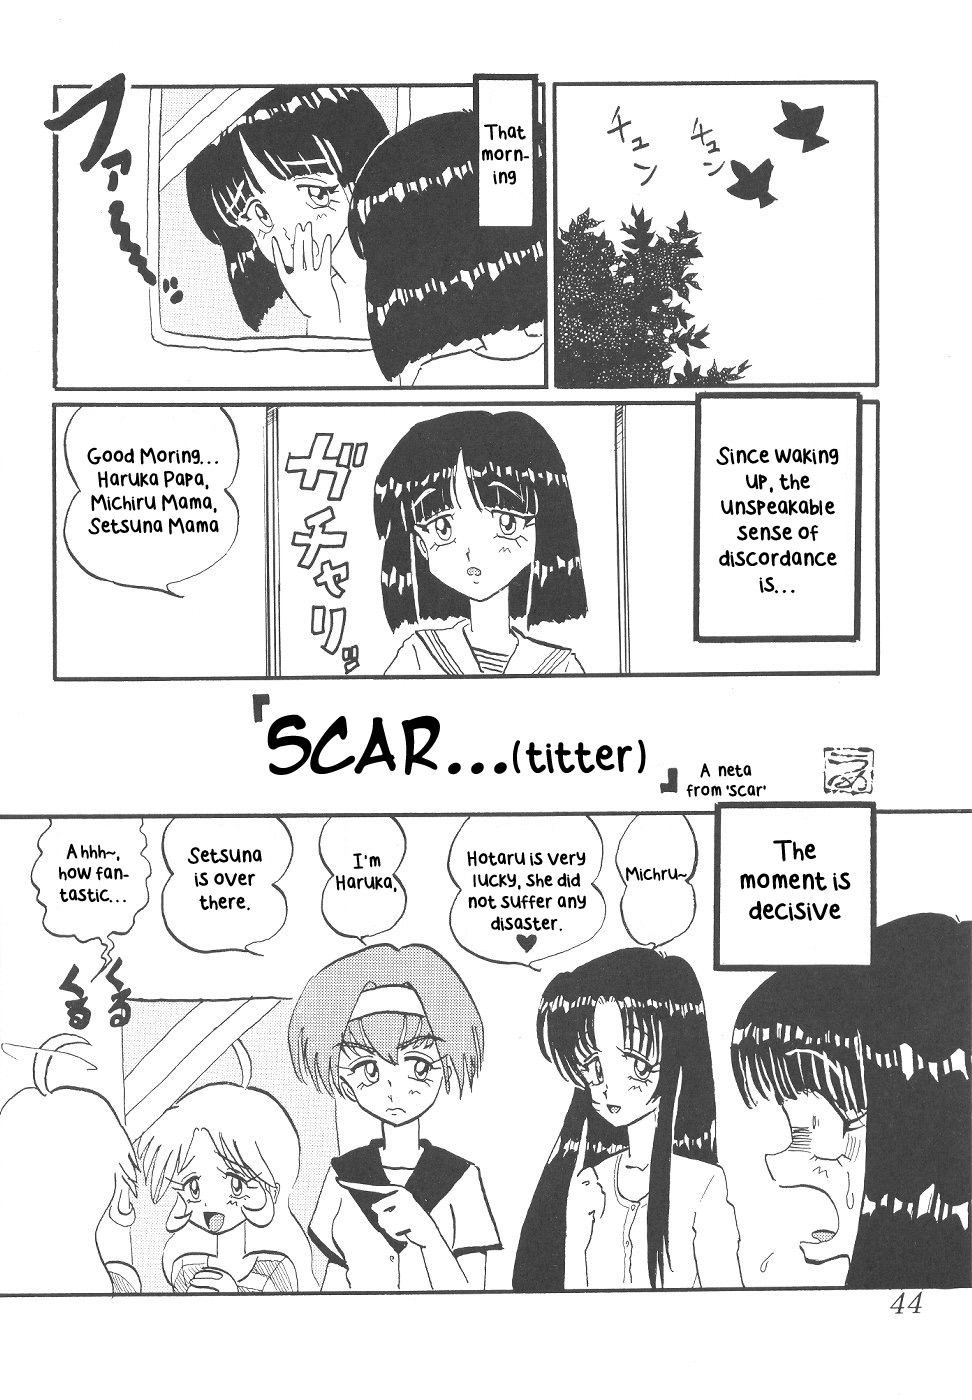 チュン
チュン
That
morn-
ing
ファ〜〜〜...
Since waking
up, the
unspeakable
sense of
discordance
is...
ガチャリッ
Good Moring...
Haruka Papa,
Michiru Mama,
Setsuna Mama
『SCAR...(titter)』
A neta
from 'scar'
The
moment is
decisive
Michru~
Hotaru is very
lucky, she did
not suffer any
disaster.
♥
I'm
Haruka,
Setsuna
is over
there.
Ahhh~,
how fan-
tastic...
くる
くる
44